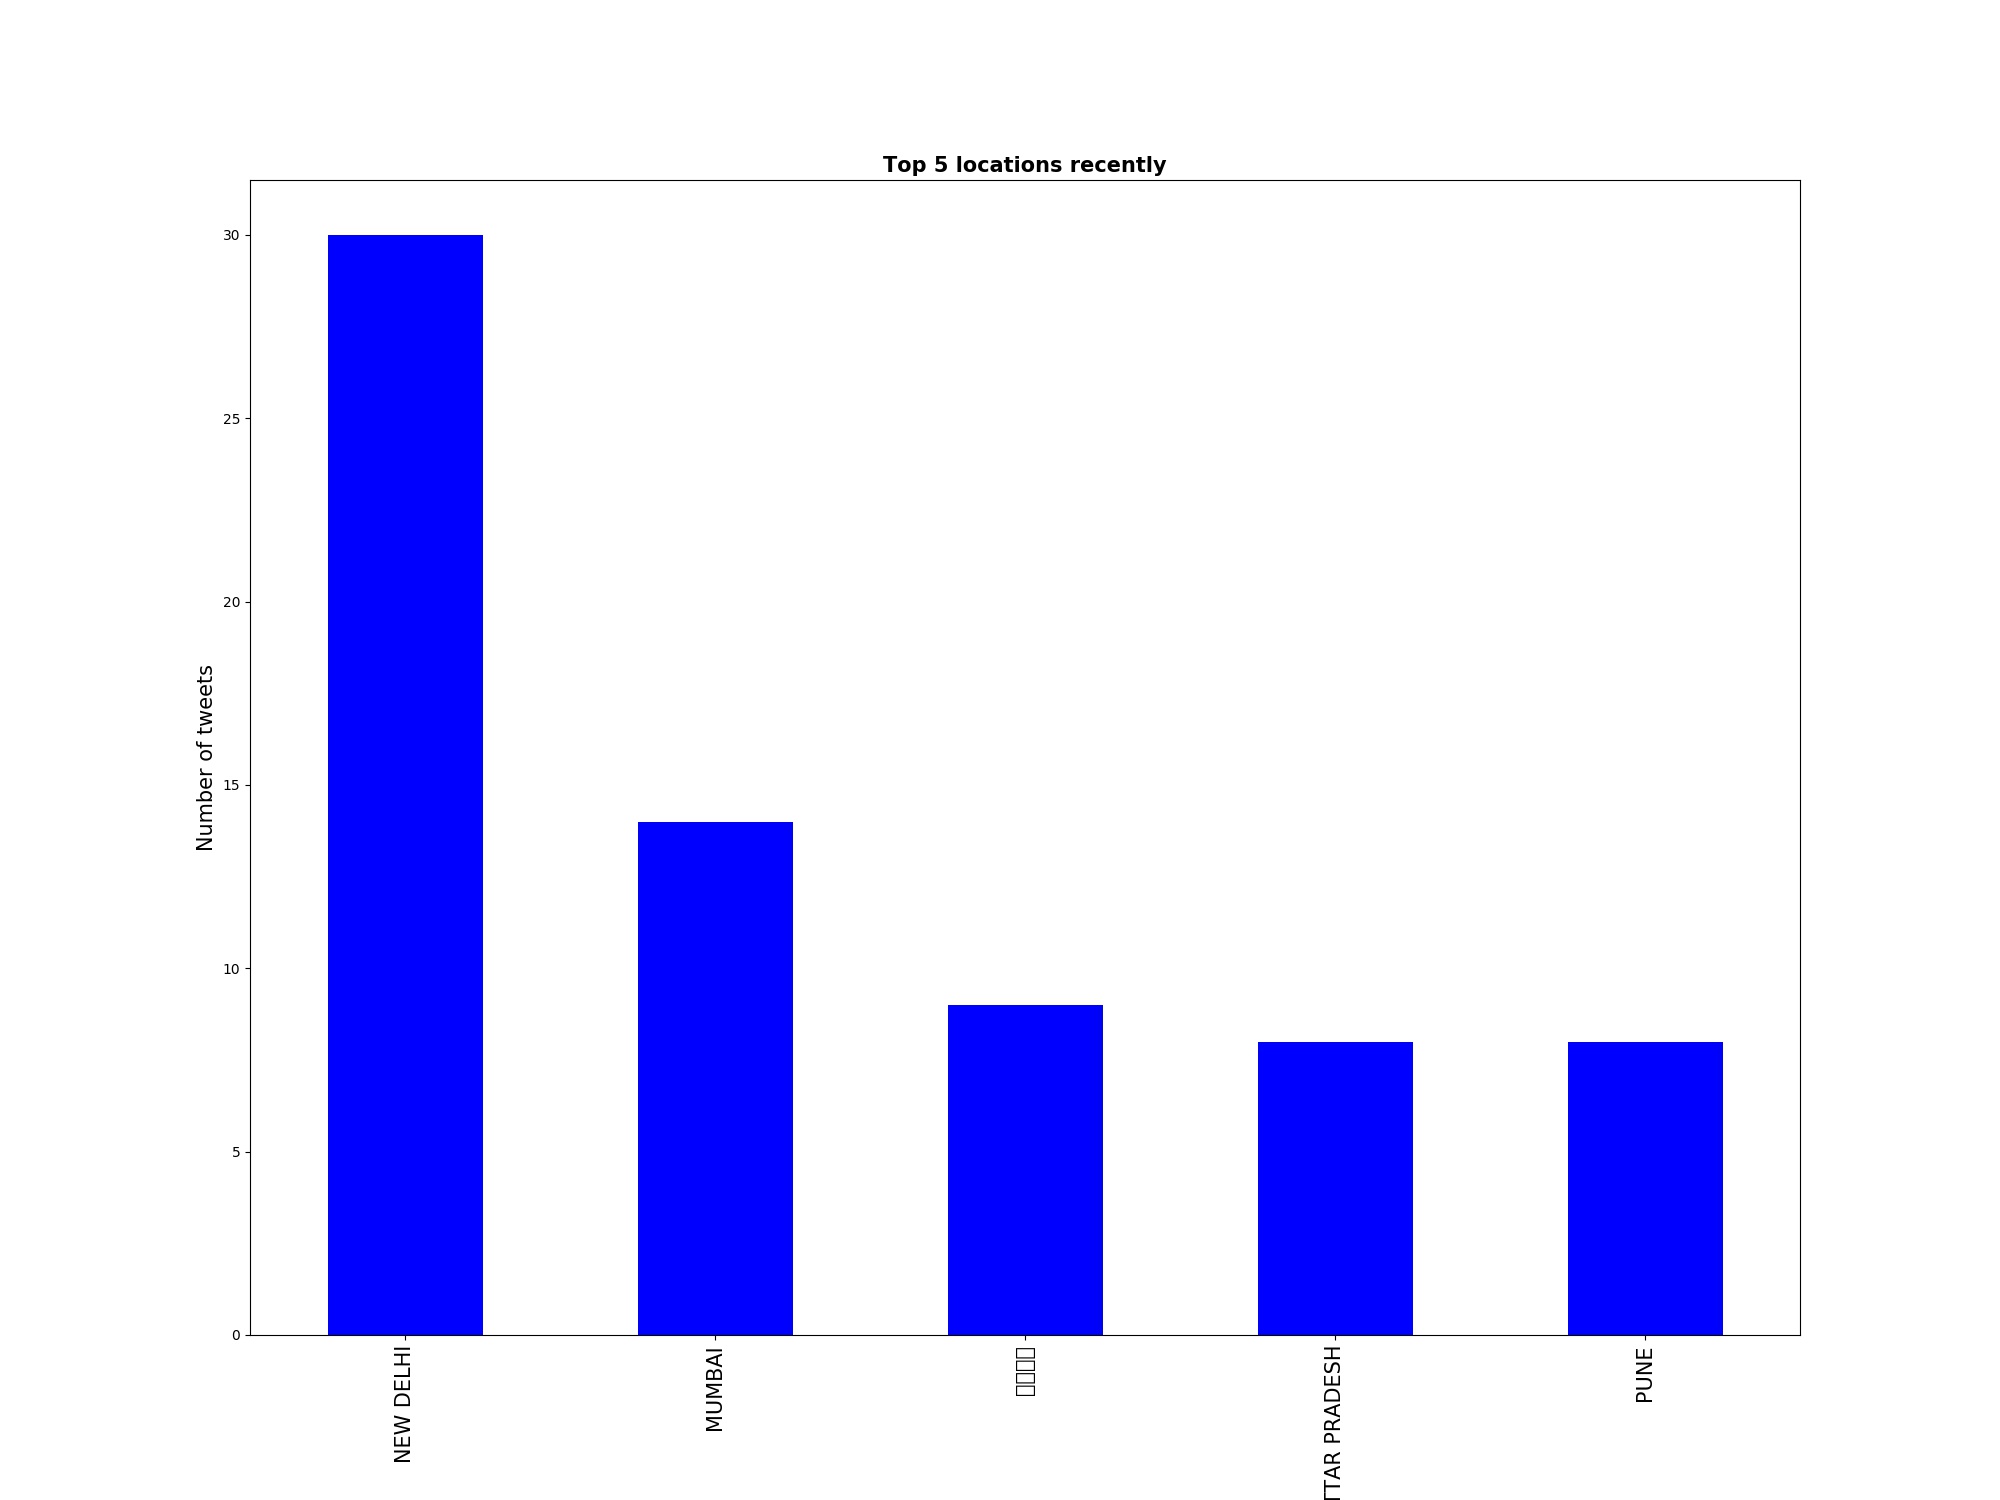 Top 5 locations recently
Number of tweets
30
25
20
15
10
5
0
NEW DELHI
MUMBAI
TTAR PRADESH
PUNE